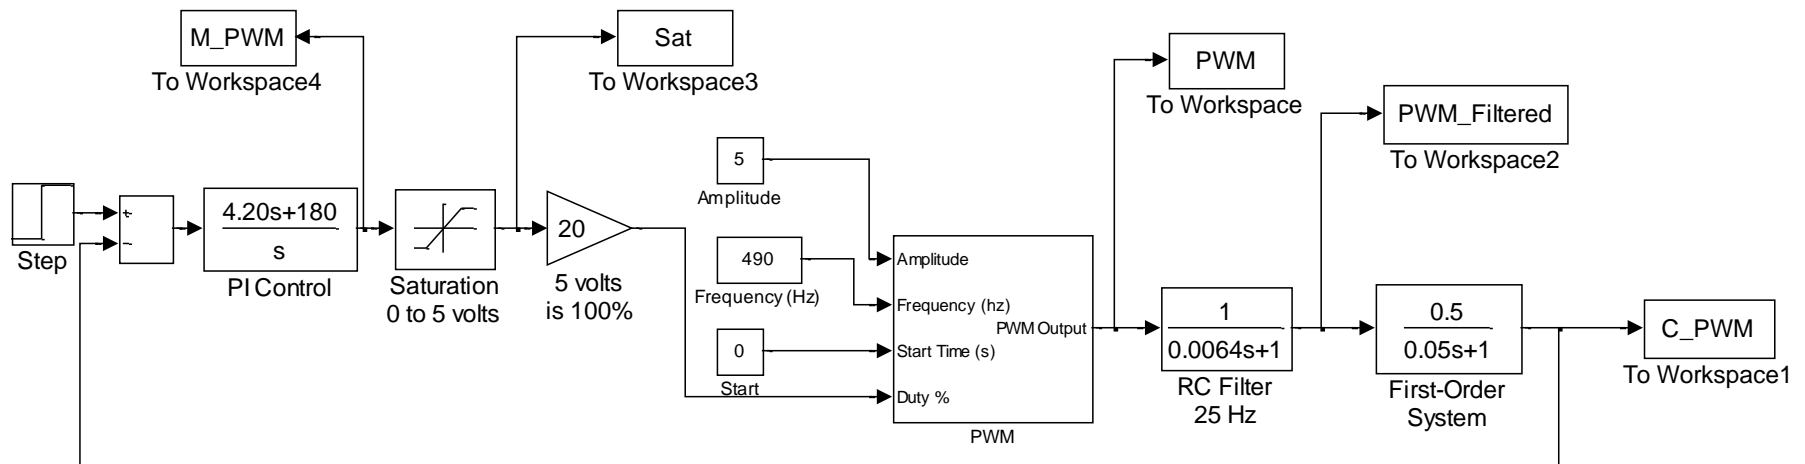 M_PWM
To Workspace4
Sat
To Workspace3
PWM
To Workspace
PWM_Filtered
To Workspace2
5
Amplitude
Step
+
−
4.20s+180
s
PI Control
Saturation
0 to 5 volts
20
5 volts
is 100%
490
Frequency (Hz)
0
Start
Amplitude
Frequency (hz)
Start Time (s)
Duty %
PWM Output
PWM
1
0.0064s+1
RC Filter
25 Hz
0.5
0.05s+1
First-Order
System
C_PWM
To Workspace1